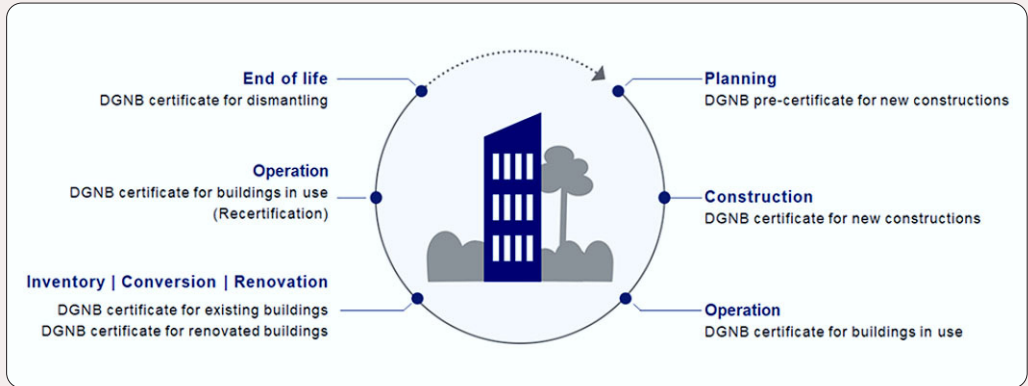 End of life
DGNB certificate for dismantling
Planning
DGNB pre-certificate for new constructions
Operation
DGNB certificate for buildings in use
(Recertification)
Construction
DGNB certificate for new constructions
Inventory | Conversion | Renovation
DGNB certificate for existing buildings
DGNB certificate for renovated buildings
Operation
DGNB certificate for buildings in use